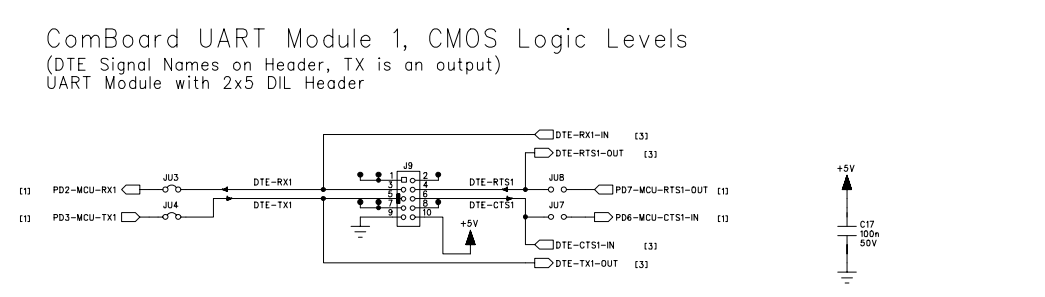 ComBoard UART Module 1, CMOS Logic Levels
(DTE Signal Names on Header, TX is an output)
UART Module with 2x5 DIL Header
DTE-RX1-IN [3]
DTE-RTS1-OUT [3]
J9
1 2
3 4
5 6
7 8
9 10
[1] PD2-MCU-RX1 JU3 DTE-RX1 DTE-RTS1 JU8 PD7-MCU-RTS1-OUT [1]
[1] PD3-MCU-TX1 JU4 DTE-TX1 DTE-CTS1 JU7 PD6-MCU-CTS1-IN [1]
+5V
DTE-CTS1-IN [3]
DTE-TX1-OUT [3]
+5V
C17
100n
50V